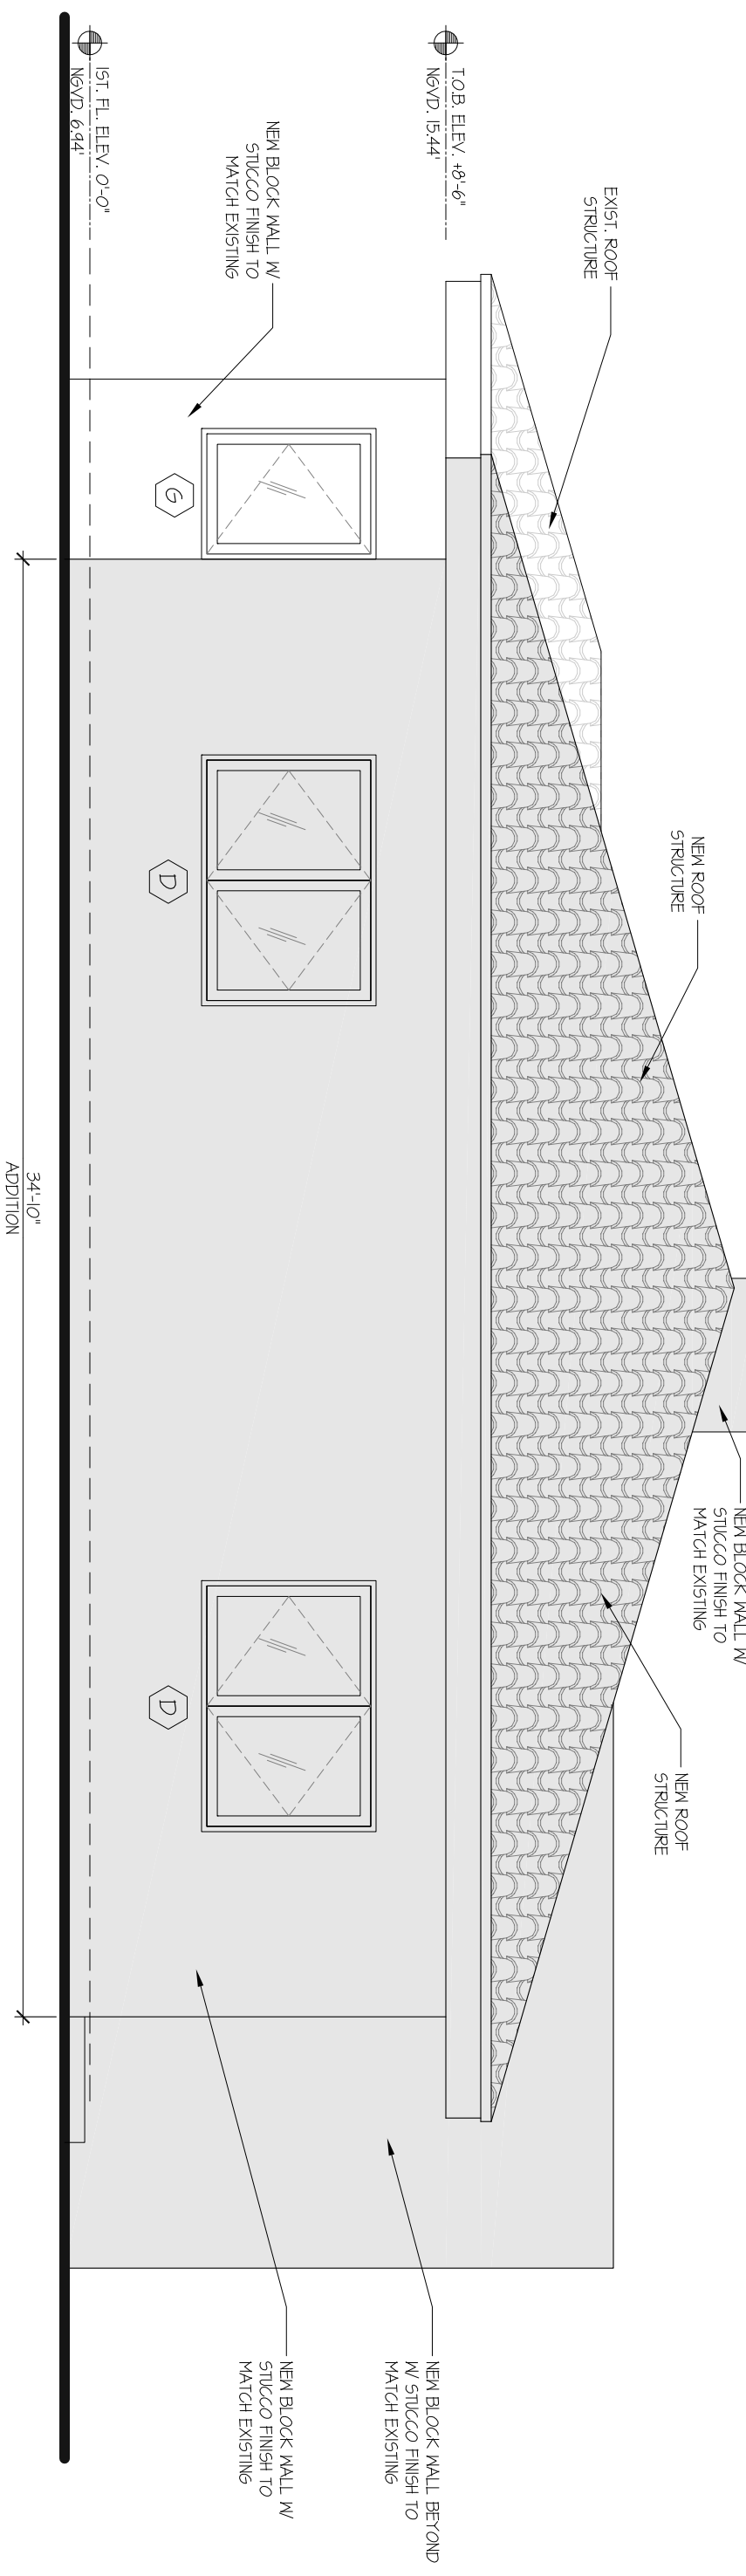 NEW BLOCK WALL W/
STUCCO FINISH TO
MATCH EXISTING
NEW ROOF
STRUCTURE
NEW ROOF
STRUCTURE
EXIST. ROOF
STRUCTURE
T.O.B. ELEV. +8'-6"
NGVD. 15.44'
NEW BLOCK WALL BEYOND
W/ STUCCO FINISH TO
MATCH EXISTING
NEW BLOCK WALL W/
STUCCO FINISH TO
MATCH EXISTING
NEW BLOCK WALL W/
STUCCO FINISH TO
MATCH EXISTING
G
D
D
1ST. FL. ELEV. 0'-0"
NGVD. 6.94'
34'-10"
ADDITION